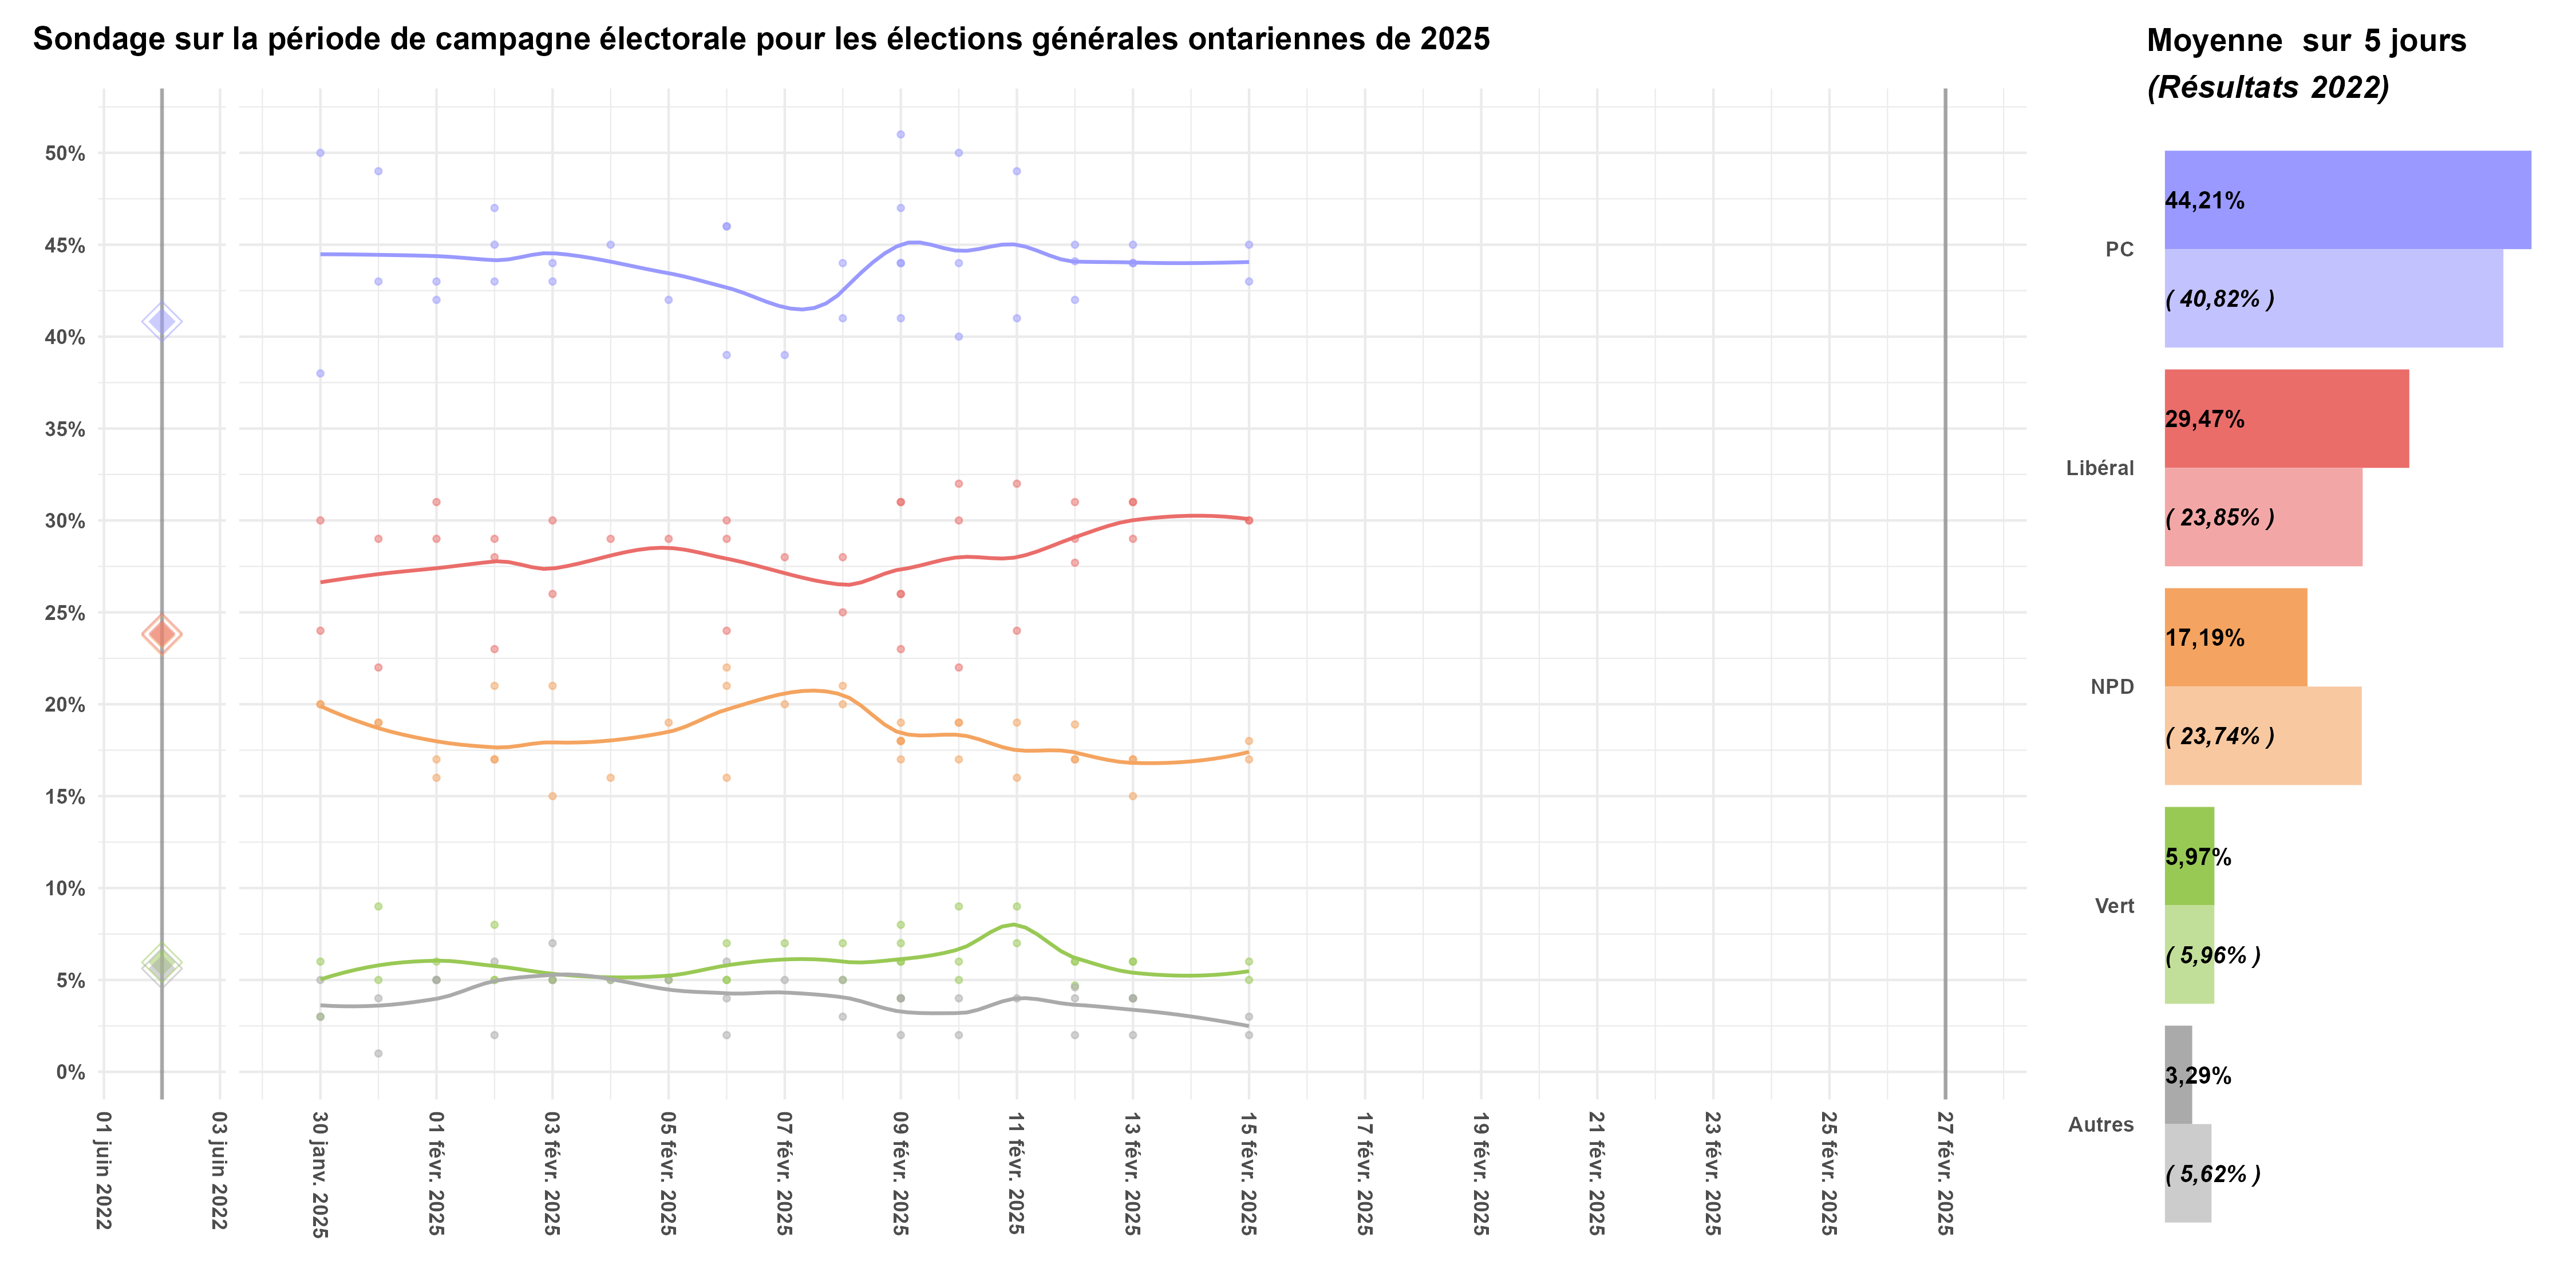 Sondage sur la période de campagne électorale pour les élections générales ontariennes de 2025
50%
45%
40%
35%
30%
25%
20%
15%
10%
5%
0%
01 juin 2022
03 juin 2022
30 janv. 2025
01 févr. 2025
03 févr. 2025
05 févr. 2025
07 févr. 2025
09 févr. 2025
11 févr. 2025
13 févr. 2025
15 févr. 2025
17 févr. 2025
19 févr. 2025
21 févr. 2025
23 févr. 2025
25 févr. 2025
27 févr. 2025
Moyenne sur 5 jours
(Résultats 2022)
PC
44,21%
( 40,82% )
Libéral
29,47%
( 23,85% )
NPD
17,19%
( 23,74% )
Vert
5,97%
( 5,96% )
Autres
3,29%
( 5,62% )